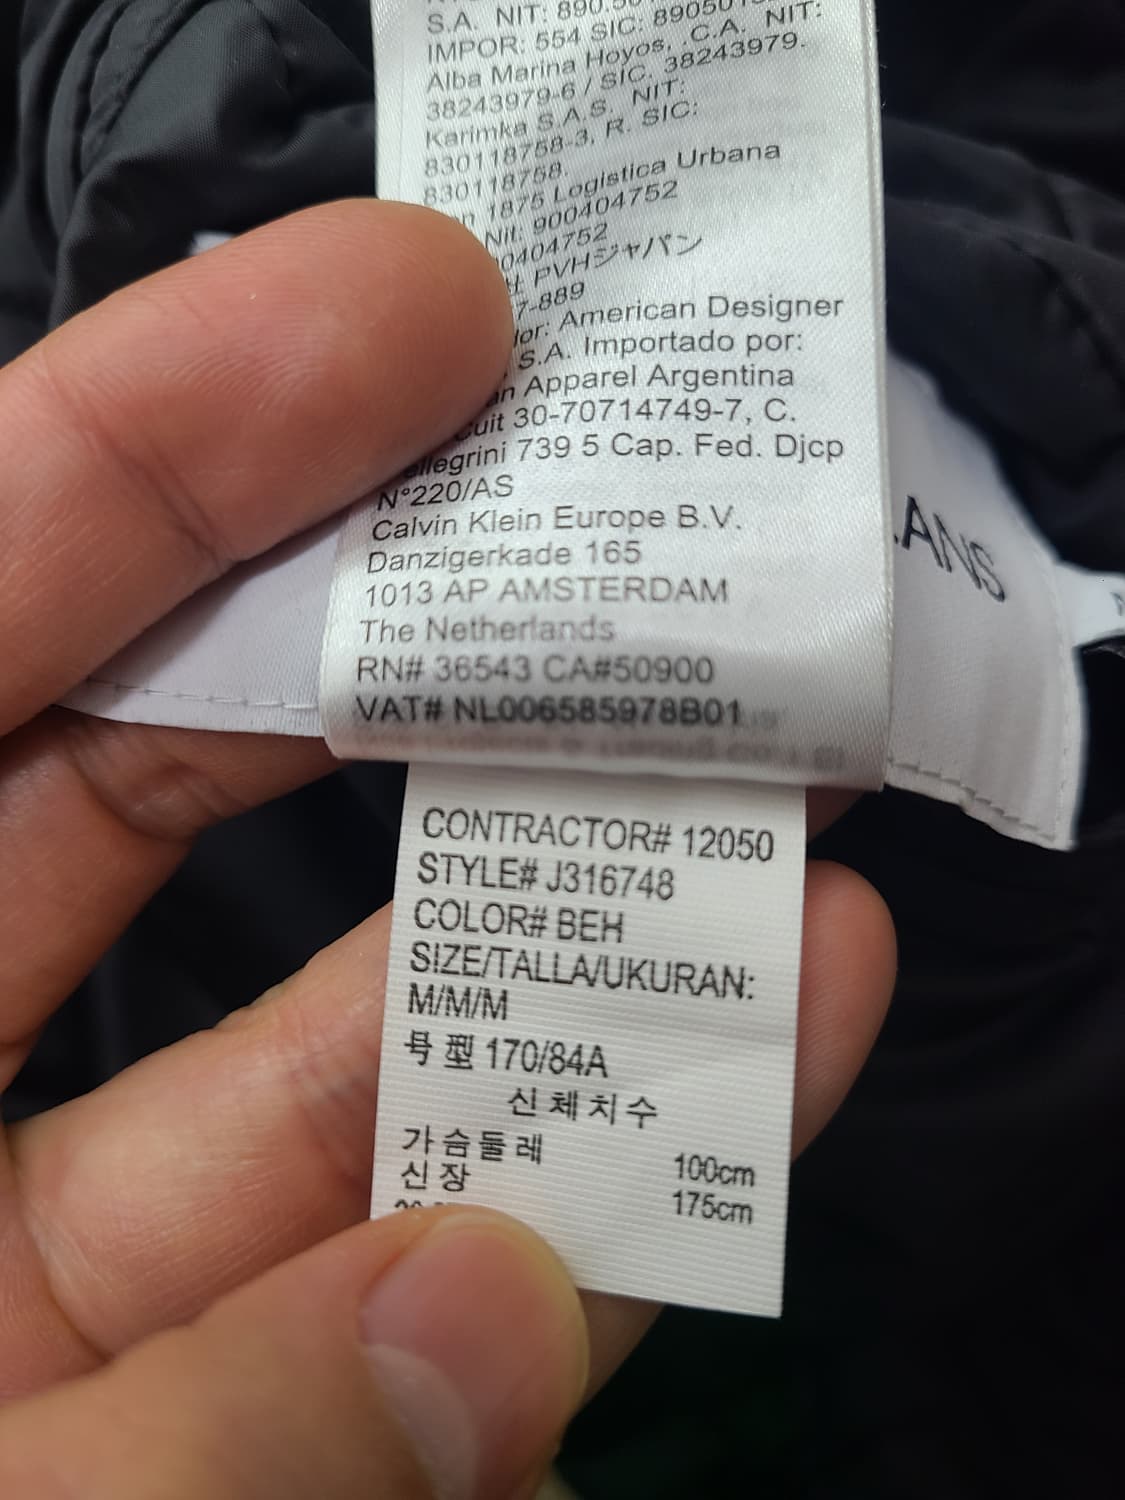 S.A. NIT: 890.50
IMPOR: 554 SIC: 89050
Alba Marina Hoyos, .C.A. NIT:
38243979-6 / SIC. 38243979.
Karimka S.A.S. NIT:
830118758-3, R. SIC:
830118758.
1875 Logistica Urbana
Nit: 900404752
0404752
PVHジャパン
7-889
American Designer
S.A. Importado por:
Apparel Argentina
uit 30-70714749-7, C.
ellegrini 739 5 Cap. Fed. Djcp
N°220/AS
Calvin Klein Europe B.V.
Danzigerkade 165
1013 AP AMSTERDAM
The Netherlands
RN# 36543 CA#50900
VAT# NL006585978B01
ANS
CONTRACTOR# 12050
STYLE# J316748
COLOR# BEH
SIZE/TALLA/UKURAN:
M/M/M
号 型 170/84A
신체치수
가슴둘레 100cm
신장 175cm